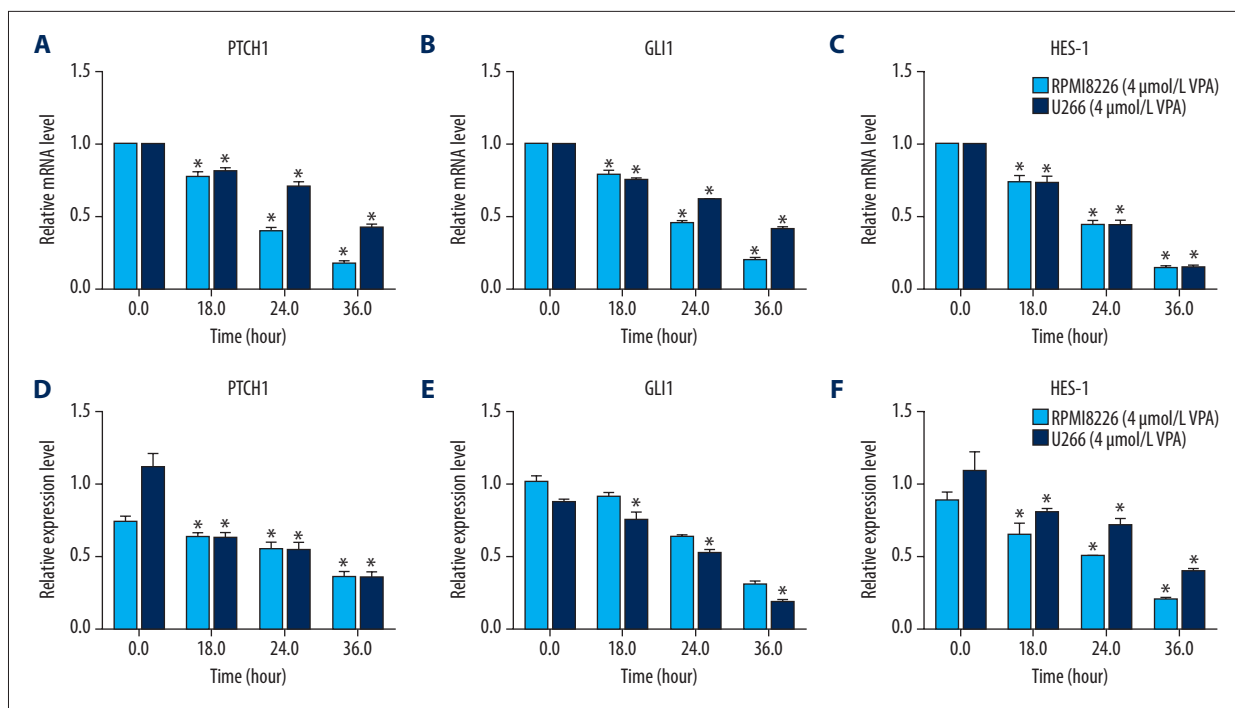 A
PTCH1
Relative mRNA level
1.5
1.0
0.5
0.0
* * * * * *
0.0 18.0 24.0 36.0
Time (hour)
B
GLI1
Relative mRNA level
1.5
1.0
0.5
0.0
* * * * * *
0.0 18.0 24.0 36.0
Time (hour)
C
HES-1
RPMI8226 (4 µmol/L VPA)
U266 (4 µmol/L VPA)
Relative mRNA level
1.5
1.0
0.5
0.0
* * * * * *
0.0 18.0 24.0 36.0
Time (hour)
D
PTCH1
Relative expression level
1.5
1.0
0.5
0.0
* * * * * *
0.0 18.0 24.0 36.0
Time (hour)
E
GLI1
Relative expression level
1.5
1.0
0.5
0.0
* * *
0.0 18.0 24.0 36.0
Time (hour)
F
HES-1
RPMI8226 (4 µmol/L VPA)
U266 (4 µmol/L VPA)
Relative expression level
1.5
1.0
0.5
0.0
* * * * * *
0.0 18.0 24.0 36.0
Time (hour)